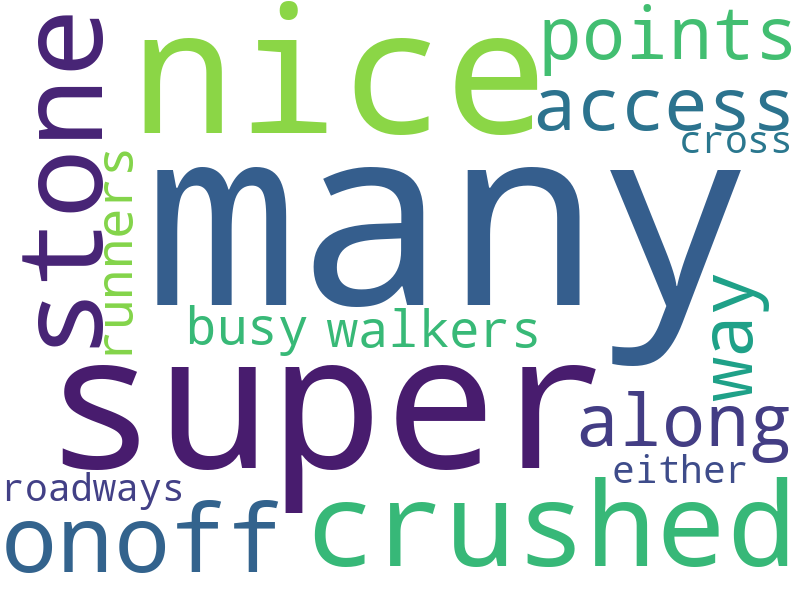 nice
points
stone
access
cross
many
runners
way
busy
walkers
super
along
either
roadways
onoff
crushed